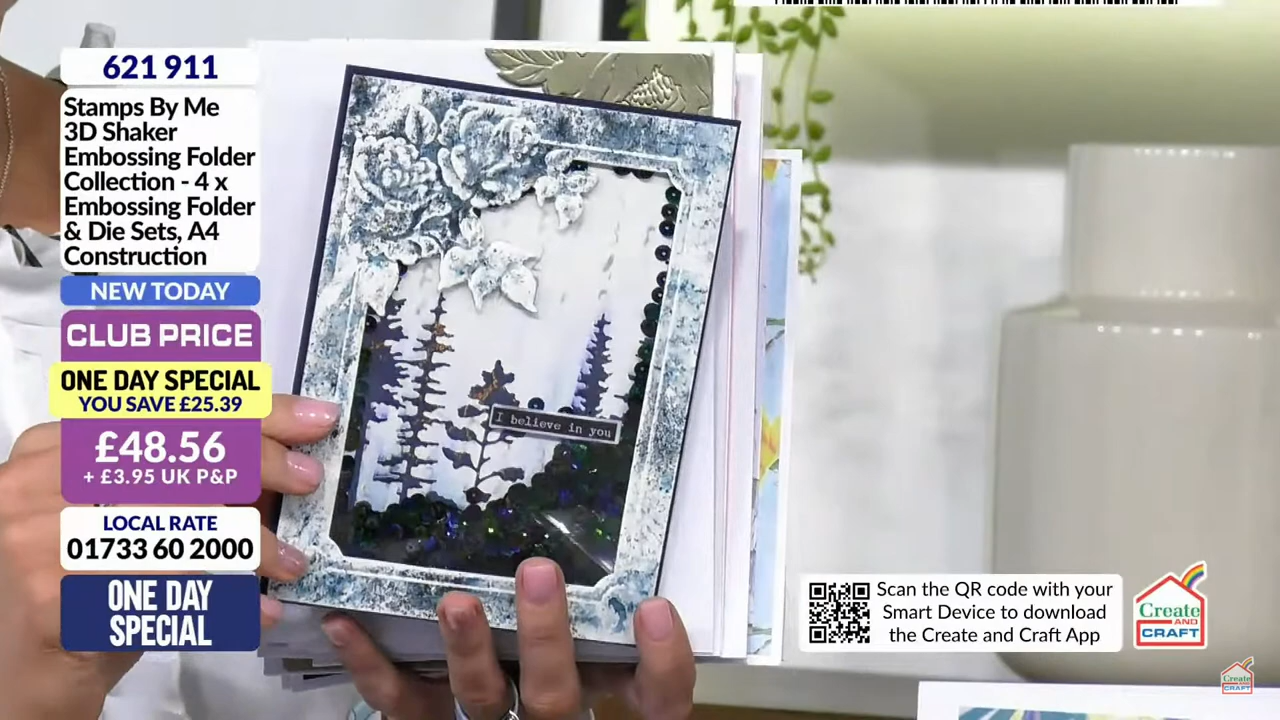 621 911
Stamps By Me
3D Shaker
Embossing Folder
Collection - 4 x
Embossing Folder
& Die Sets, A4
Construction
NEW TODAY
CLUB PRICE
ONE DAY SPECIAL
YOU SAVE £25.39
£48.56
+ £3.95 UK P&P
LOCAL RATE
01733 60 2000
ONE DAY
SPECIAL
I believe in you
Scan the QR code with your
Smart Device to download
the Create and Craft App
Create
AND
CRAFT
Create
AND
CRAFT